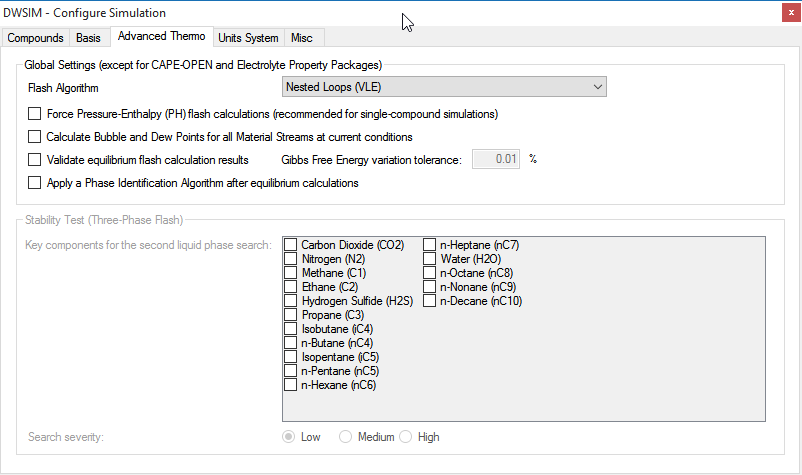 DWSIM - Configure Simulation
x
Compounds Basis Advanced Thermo Units System Misc
Global Settings (except for CAPE-OPEN and Electrolyte Property Packages)
Flash Algorithm Nested Loops (VLE)
Force Pressure-Enthalpy (PH) flash calculations (recommended for single-compound simulations)
Calculate Bubble and Dew Points for all Material Streams at current conditions
Validate equilibrium flash calculation results Gibbs Free Energy variation tolerance: 0.01 %
Apply a Phase Identification Algorithm after equilibrium calculations
Stability Test (Three-Phase Flash)
Key components for the second liquid phase search: Carbon Dioxide (CO2) n-Heptane (nC7)
Nitrogen (N2) Water (H2O)
Methane (C1) n-Octane (nC8)
Ethane (C2) n-Nonane (nC9)
Hydrogen Sulfide (H2S) n-Decane (nC10)
Propane (C3)
Isobutane (iC4)
n-Butane (nC4)
Isopentane (iC5)
n-Pentane (nC5)
n-Hexane (nC6)
Search severity: Low Medium High